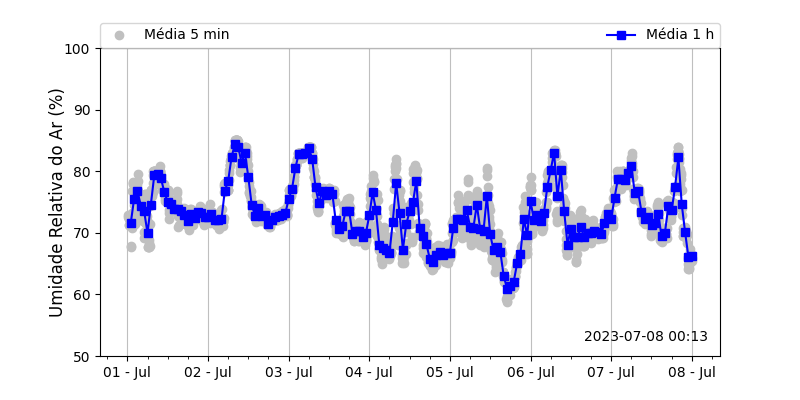 Média 5 min
Média 1 h
Umidade Relativa do Ar (%)
100
90
80
70
60
50
2023-07-08 00:13
01 - Jul
02 - Jul
03 - Jul
04 - Jul
05 - Jul
06 - Jul
07 - Jul
08 - Jul